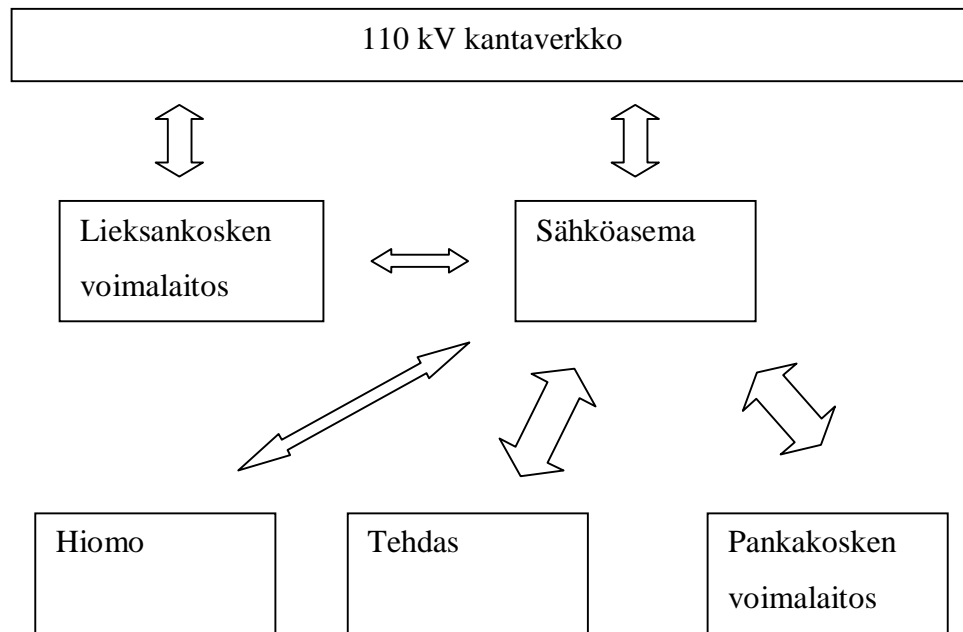 110 kV kantaverkko
Lieksankosken
voimalaitos
Sähköasema
Hiomo
Tehdas
Pankakosken
voimalaitos